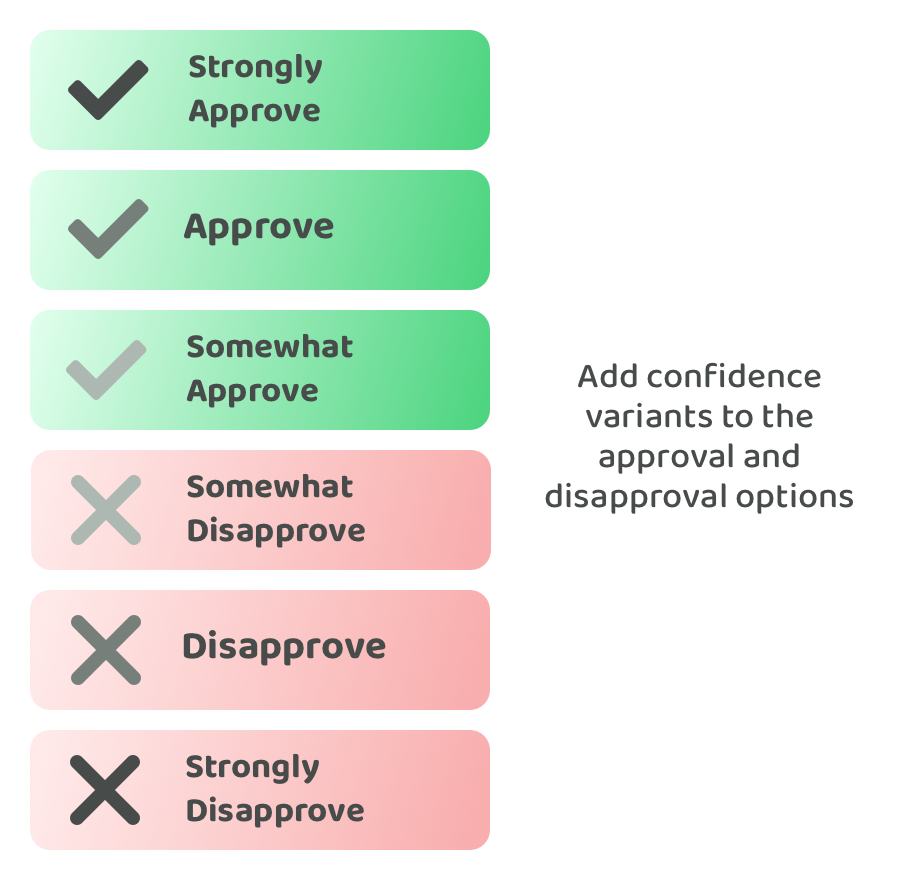 Strongly
Approve
Approve
Somewhat
Approve
Somewhat
Disapprove
Disapprove
Strongly
Disapprove
Add confidence
variants to the
approval and
disapproval options